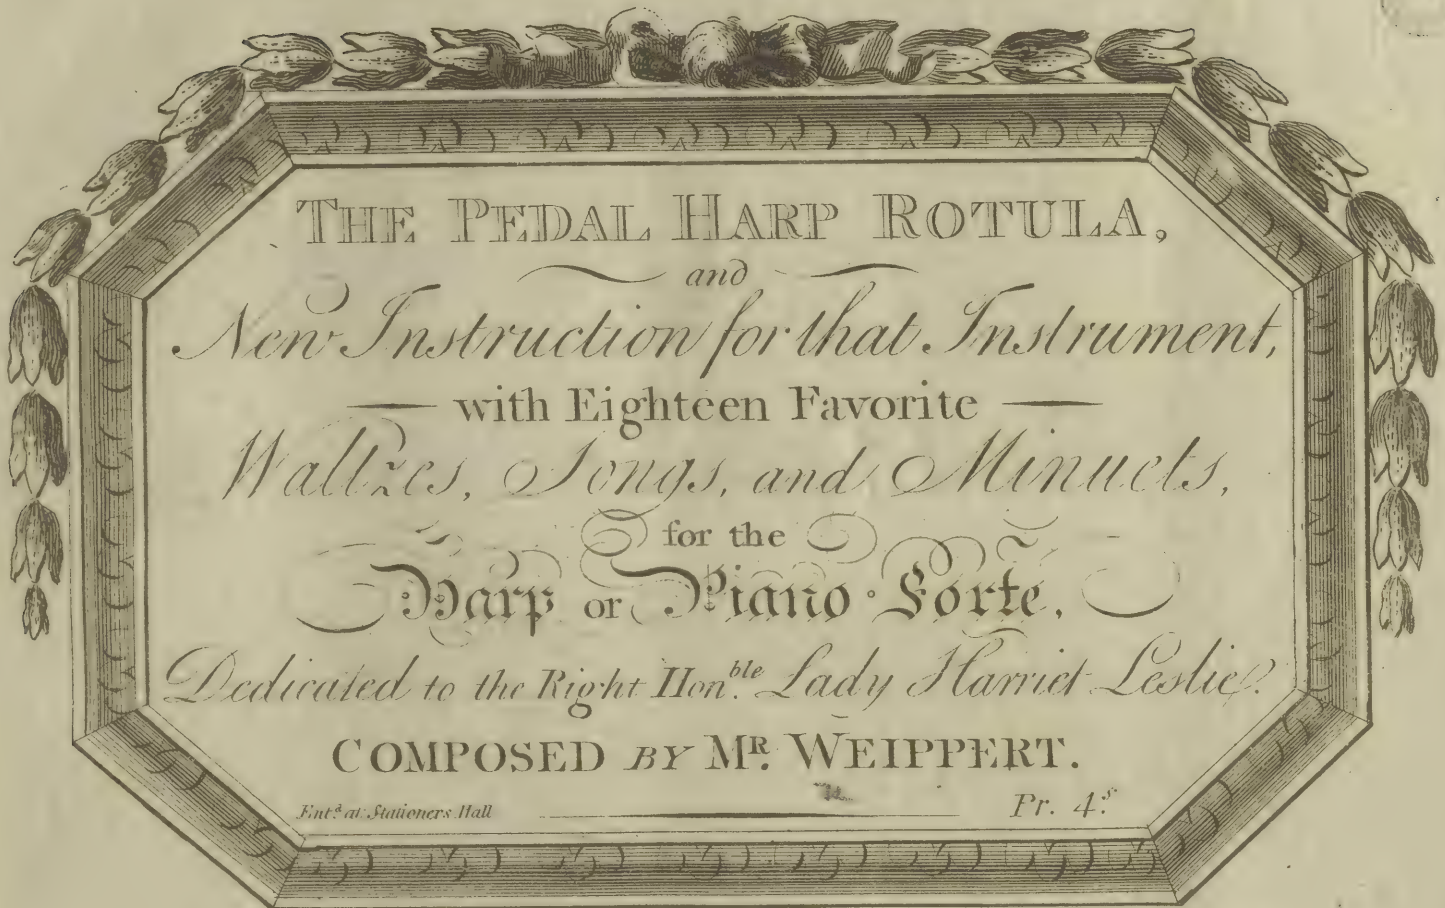 THE PEDAL HARP ROTULA,
and
New Instruction for that Instrument,
with Eighteen Favorite
Waltzes, Songs, and Minuets,
for the
Harp or Piano-Forte,
Dedicated to the Right Hon.ble Lady Harriet Leslie.
COMPOSED BY MR. WEIPPERT.
Ent.d at Stationers Hall
Pr. 4.s